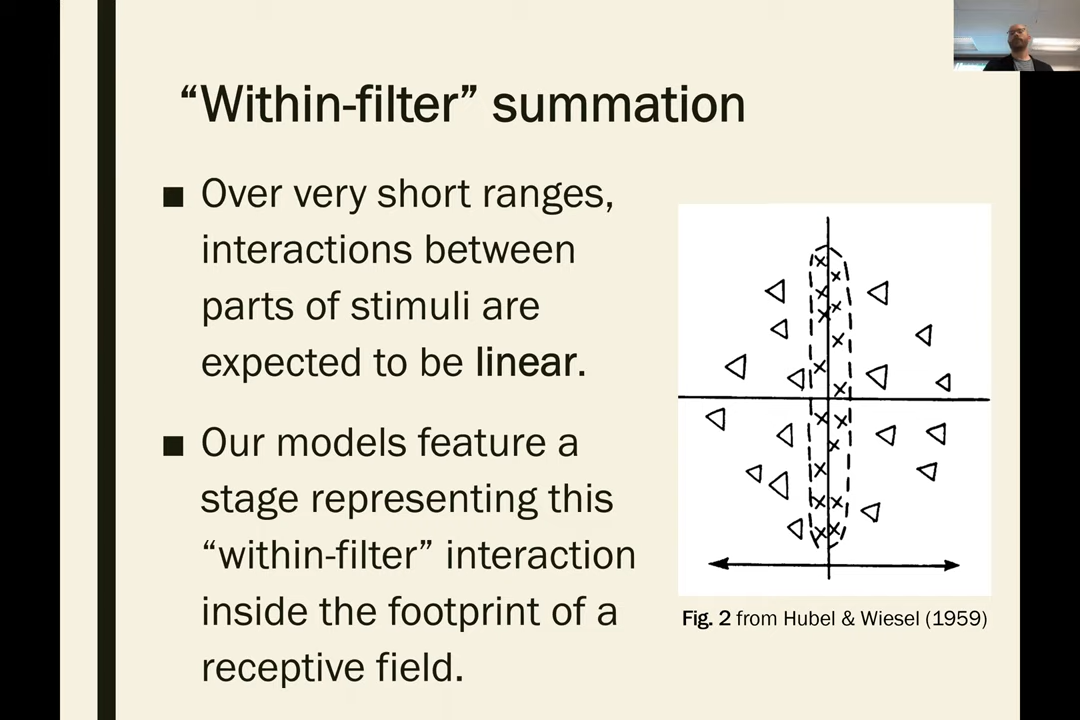 “Within-filter” summation
■ Over very short ranges,
interactions between
parts of stimuli are
expected to be linear.
■ Our models feature a
stage representing this
“within-filter” interaction
inside the footprint of a
receptive field.
Fig. 2 from Hubel & Wiesel (1959)